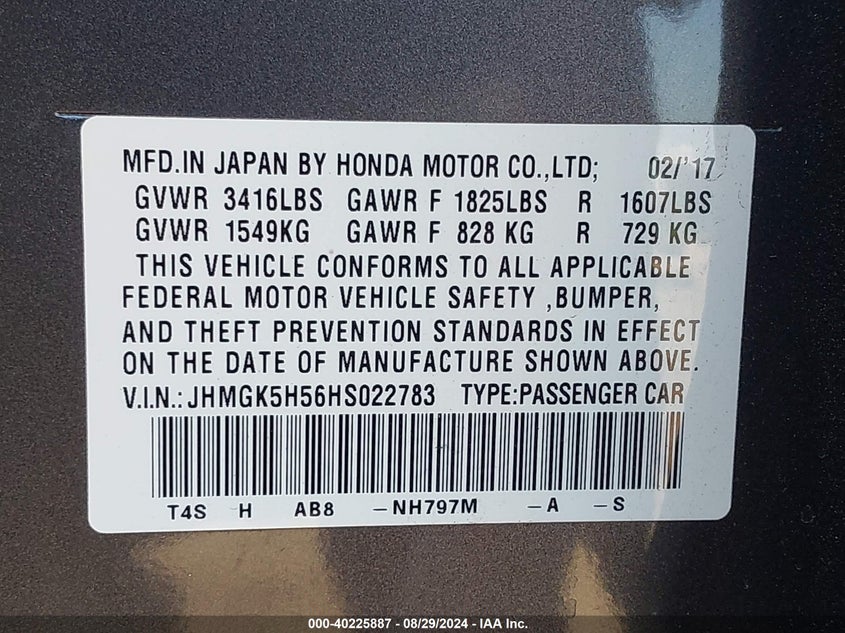 MFD.IN JAPAN BY HONDA MOTOR CO.,LTD; 02/'17
GVWR 3416LBS GAWR F 1825LBS R 1607LBS
GVWR 1549KG GAWR F 828 KG R 729 KG
THIS VEHICLE CONFORMS TO ALL APPLICABLE
FEDERAL MOTOR VEHICLE SAFETY ,BUMPER,
AND THEFT PREVENTION STANDARDS IN EFFECT
ON THE DATE OF MANUFACTURE SHOWN ABOVE.
V.I.N.: JHMGK5H56HS022783 TYPE:PASSENGER CAR
T4S H AB8 -NH797M -A -S
000-40225887 - 08/29/2024 - IAA Inc.